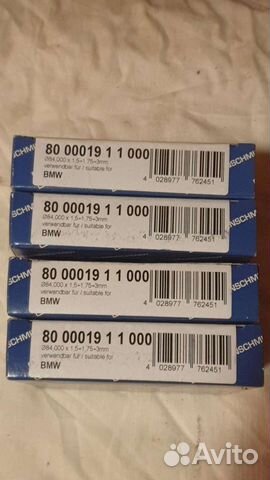 80 00019 1 1 000
Ø84,000 x 1,5-1,75-3mm
verwendbar für / suitable for
BMW
4 028977 762451
NSCHMI
80 00019 1 1 000
Ø84,000 x 1,5-1,75-3mm
verwendbar für / suitable for
BMW
4 028977 762451
NSCHM
80 00019 1 1 000
Ø84,000 x 1,5-1,75-3mm
verwendbar für / suitable for
BMW
4 028977 762451
NSCHM
80 00019 1 1 000
Ø84,000 x 1,5-1,75-3mm
verwendbar für / suitable for
BMW
4 028977 762451
NSCHM
Avito